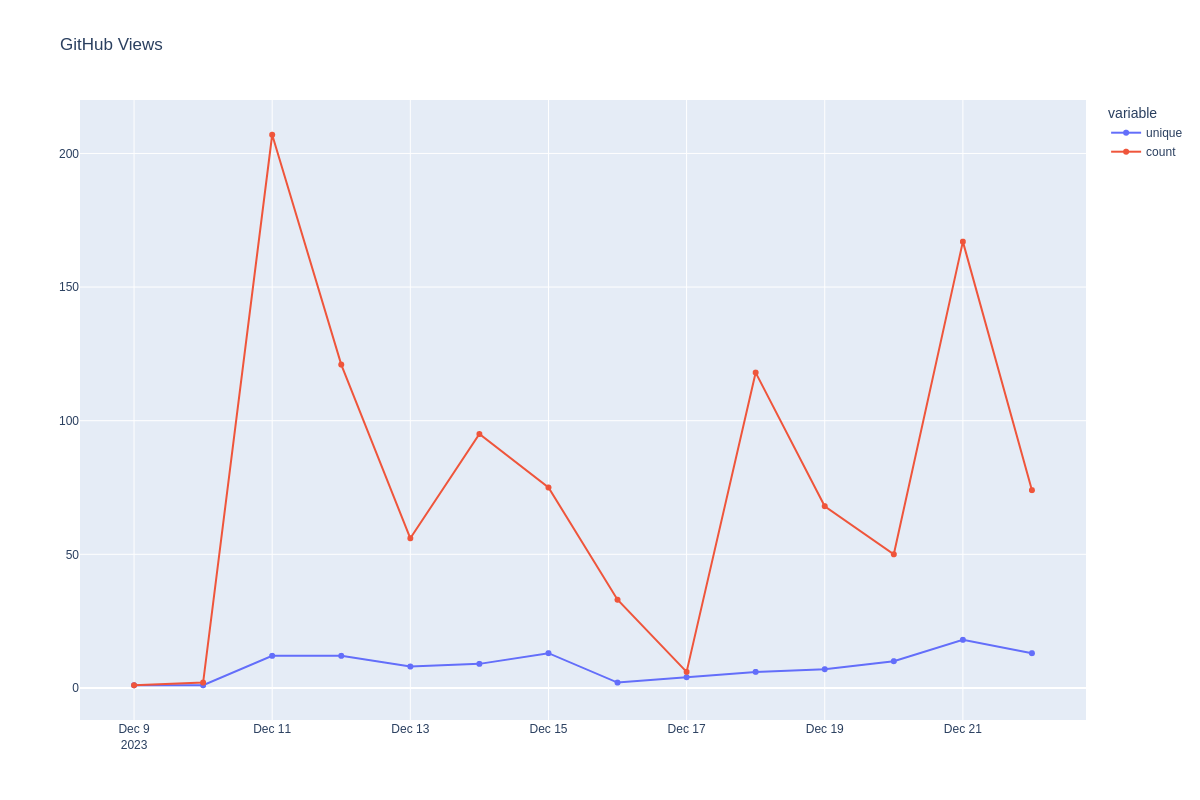 GitHub Views
variable
unique
count
200
150
100
50
0
Dec 9
2023
Dec 11
Dec 13
Dec 15
Dec 17
Dec 19
Dec 21